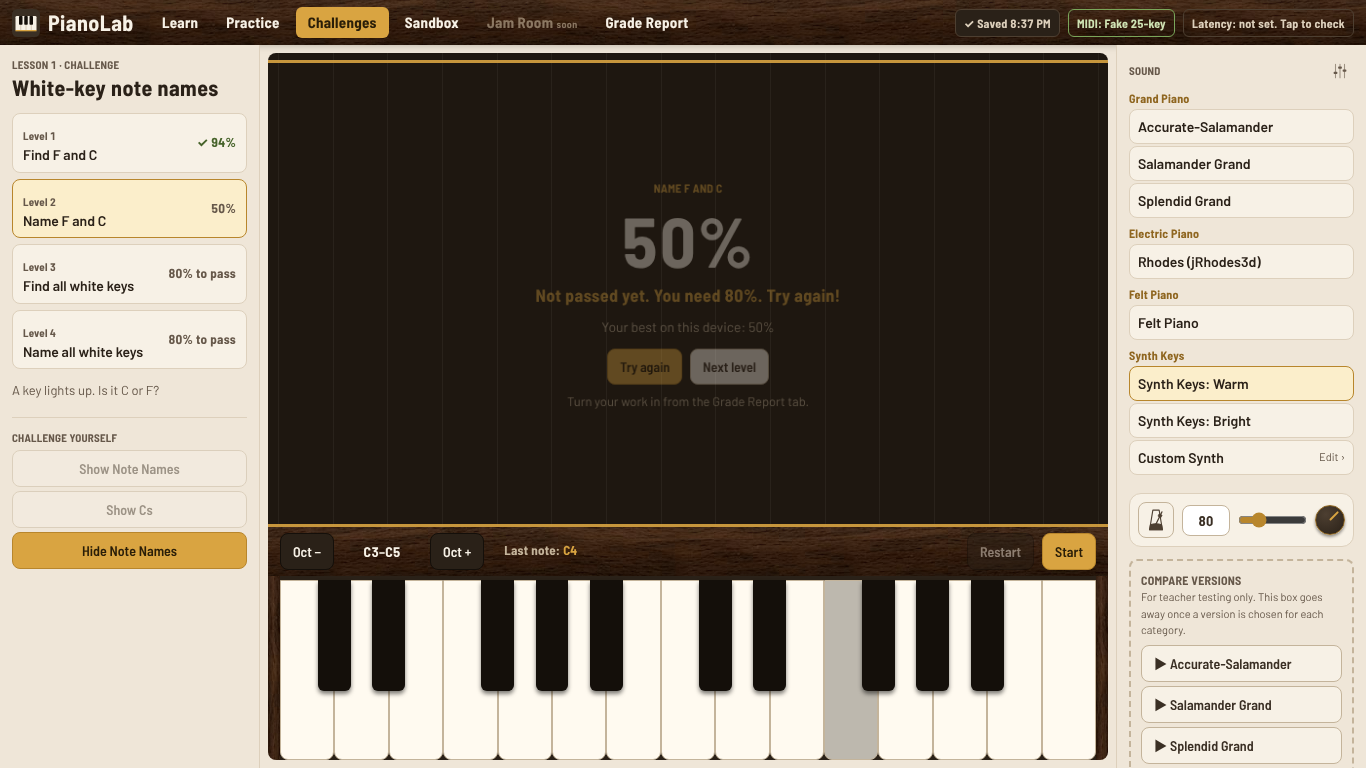 PianoLab
Learn
Practice
Challenges
Sandbox
Jam Room soon
Grade Report
✓ Saved 8:37 PM
MIDI: Fake 25-key
Latency: not set. Tap to check
LESSON 1 · CHALLENGE
White-key note names
Level 1
Find F and C
✓ 94%
Level 2
Name F and C
50%
Level 3
Find all white keys
80% to pass
Level 4
Name all white keys
80% to pass
A key lights up. Is it C or F?
CHALLENGE YOURSELF
Show Note Names
Show Cs
Hide Note Names
NAME F AND C
50%
Not passed yet. You need 80%. Try again!
Your best on this device: 50%
Try again
Next level
Turn your work in from the Grade Report tab.
Oct −
C3–C5
Oct +
Last note: C4
Restart
Start
SOUND
Grand Piano
Accurate-Salamander
Salamander Grand
Splendid Grand
Electric Piano
Rhodes (jRhodes3d)
Felt Piano
Felt Piano
Synth Keys
Synth Keys: Warm
Synth Keys: Bright
Custom Synth
Edit ›
80
COMPARE VERSIONS
For teacher testing only. This box goes
away once a version is chosen for each
category.
▶ Accurate-Salamander
▶ Salamander Grand
▶ Splendid Grand